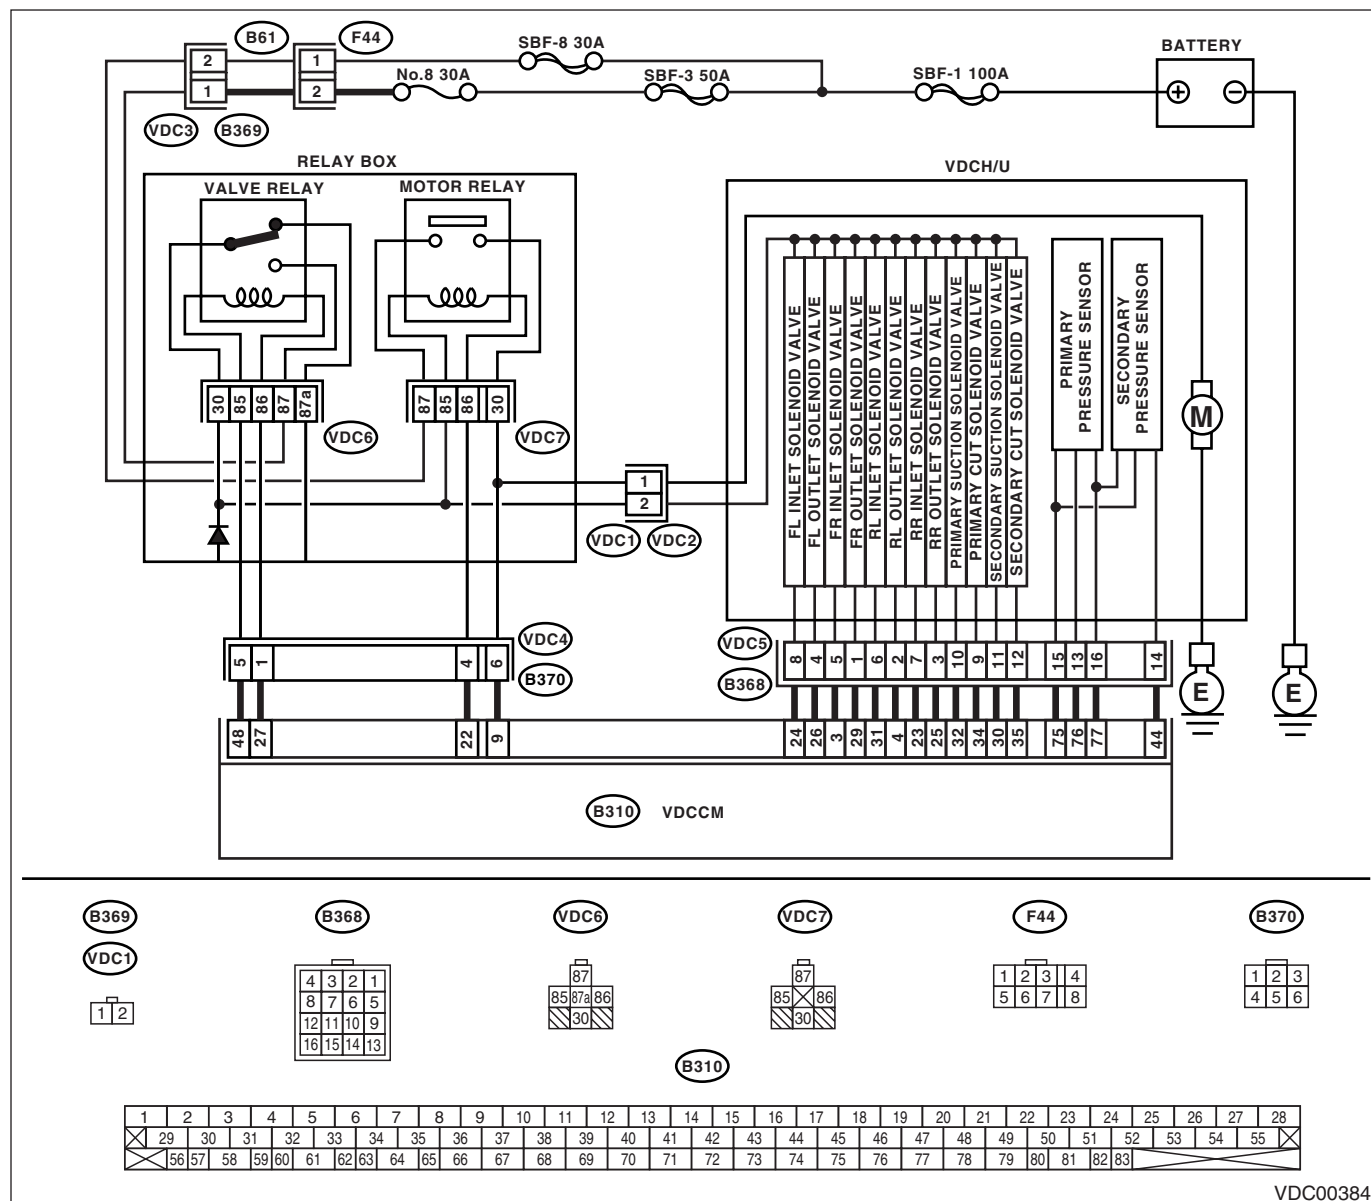 B61 F44 SBF-8 30A BATTERY
2 1 No.8 30A SBF-3 50A SBF-1 100A
1 2 + −
VDC3 B369
RELAY BOX VDCH/U
VALVE RELAY MOTOR RELAY
FL INLET SOLENOID VALVE
FL OUTLET SOLENOID VALVE
FR INLET SOLENOID VALVE
FR OUTLET SOLENOID VALVE
RL INLET SOLENOID VALVE
RL OUTLET SOLENOID VALVE
RR INLET SOLENOID VALVE
RR OUTLET SOLENOID VALVE
PRIMARY SUCTION SOLENOID VALVE
PRIMARY CUT SOLENOID VALVE
SECONDARY SUCTION SOLENOID VALVE
SECONDARY CUT SOLENOID VALVE
PRIMARY
PRESSURE SENSOR
SECONDARY
PRESSURE SENSOR
M
30 85 86 87 87a 87 85 86 30
VDC6 VDC7
1
2
VDC1 VDC2
VDC4 VDC5
5 1 4 6 8 4 5 1 6 2 7 3 10 9 11 12 15 13 16 14
B370 B368 E E
48 27 22 9 24 26 3 29 31 4 23 25 32 34 30 35 75 76 77 44
B310 VDCCM
B369 B368 VDC6 VDC7 F44 B370
VDC1
1 2
4 3 2 1
8 7 6 5
12 11 10 9
16 15 14 13
87
85 87a 86
30
87
85 86
30
1 2 3 4
5 6 7 8
1 2 3
4 5 6
B310
1 2 3 4 5 6 7 8 9 10 11 12 13 14 15 16 17 18 19 20 21 22 23 24 25 26 27 28
29 30 31 32 33 34 35 36 37 38 39 40 41 42 43 44 45 46 47 48 49 50 51 52 53 54 55
56 57 58 59 60 61 62 63 64 65 66 67 68 69 70 71 72 73 74 75 76 77 78 79 80 81 82 83
VDC00384